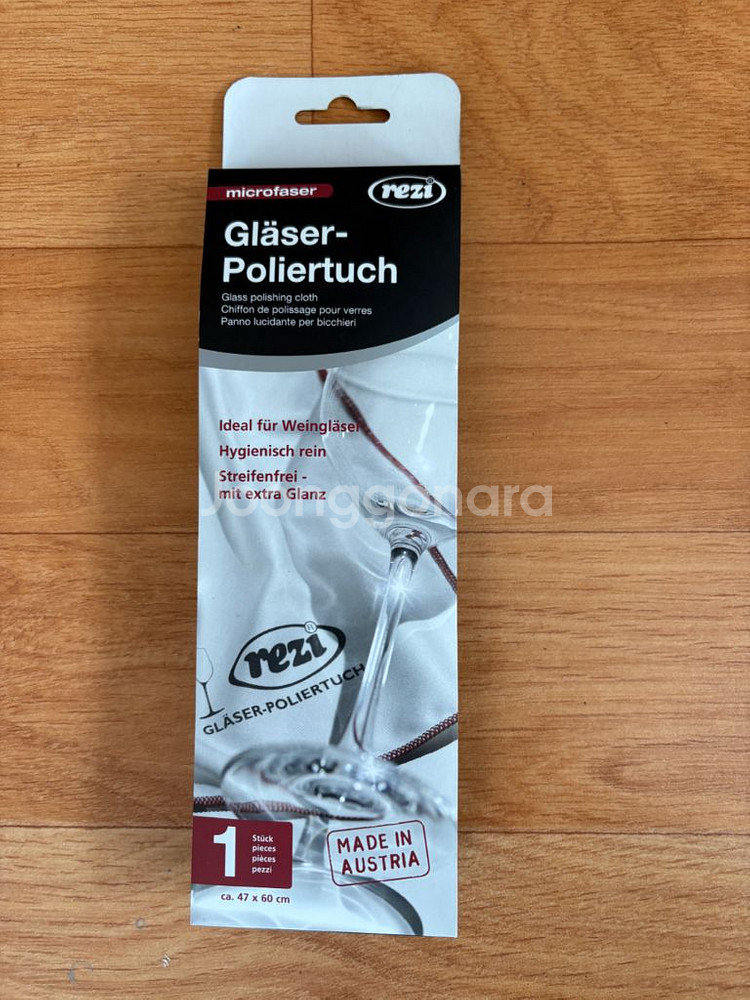 microfaser
rezi
Gläser-
Poliertuch
Glass polishing cloth
Chiffon de polissage pour verres
Panno lucidante per bicchieri
Ideal für Weingläser
Hygienisch rein
Streifenfrei -
mit extra Glanz
Joonggonara
rezi®
GLÄSER-POLIERTUCH
1
Stück
pieces
pièces
pezzi
MADE IN
AUSTRIA
ca. 47 x 60 cm